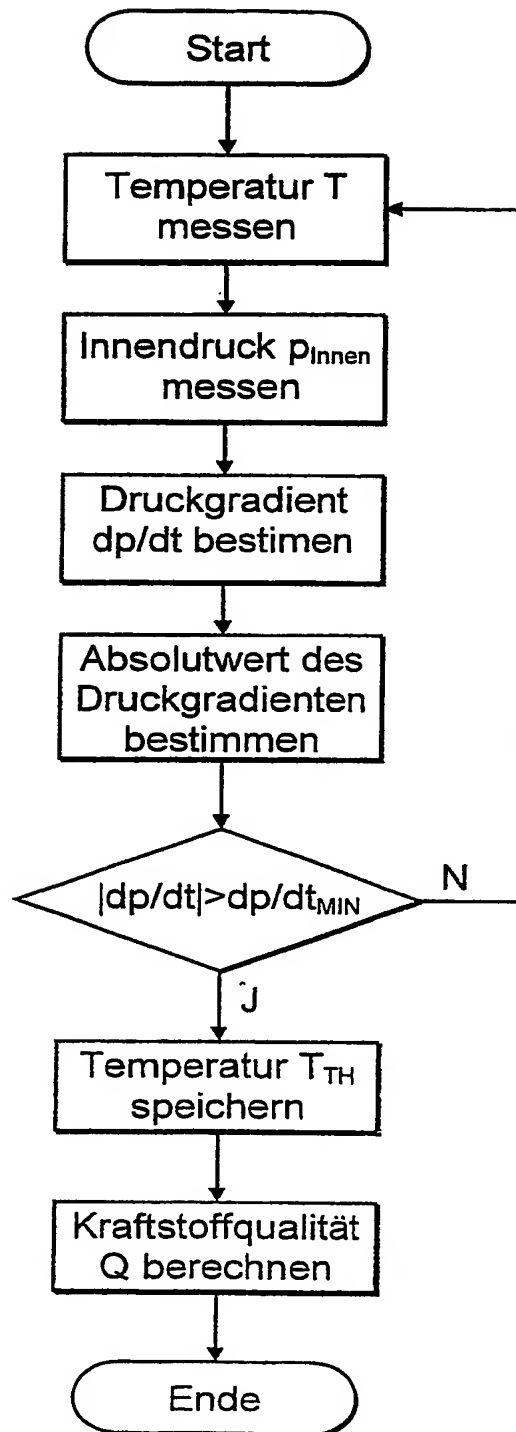 Start
Temperatur T
messen
Innendruck pInnen
messen
Druckgradient
dp/dt bestimen
Absolutwert des
Druckgradienten
bestimmen
|dp/dt|>dp/dtMIN
N
J
Temperatur TTH
speichern
Kraftstoffqualität
Q berechnen
Ende